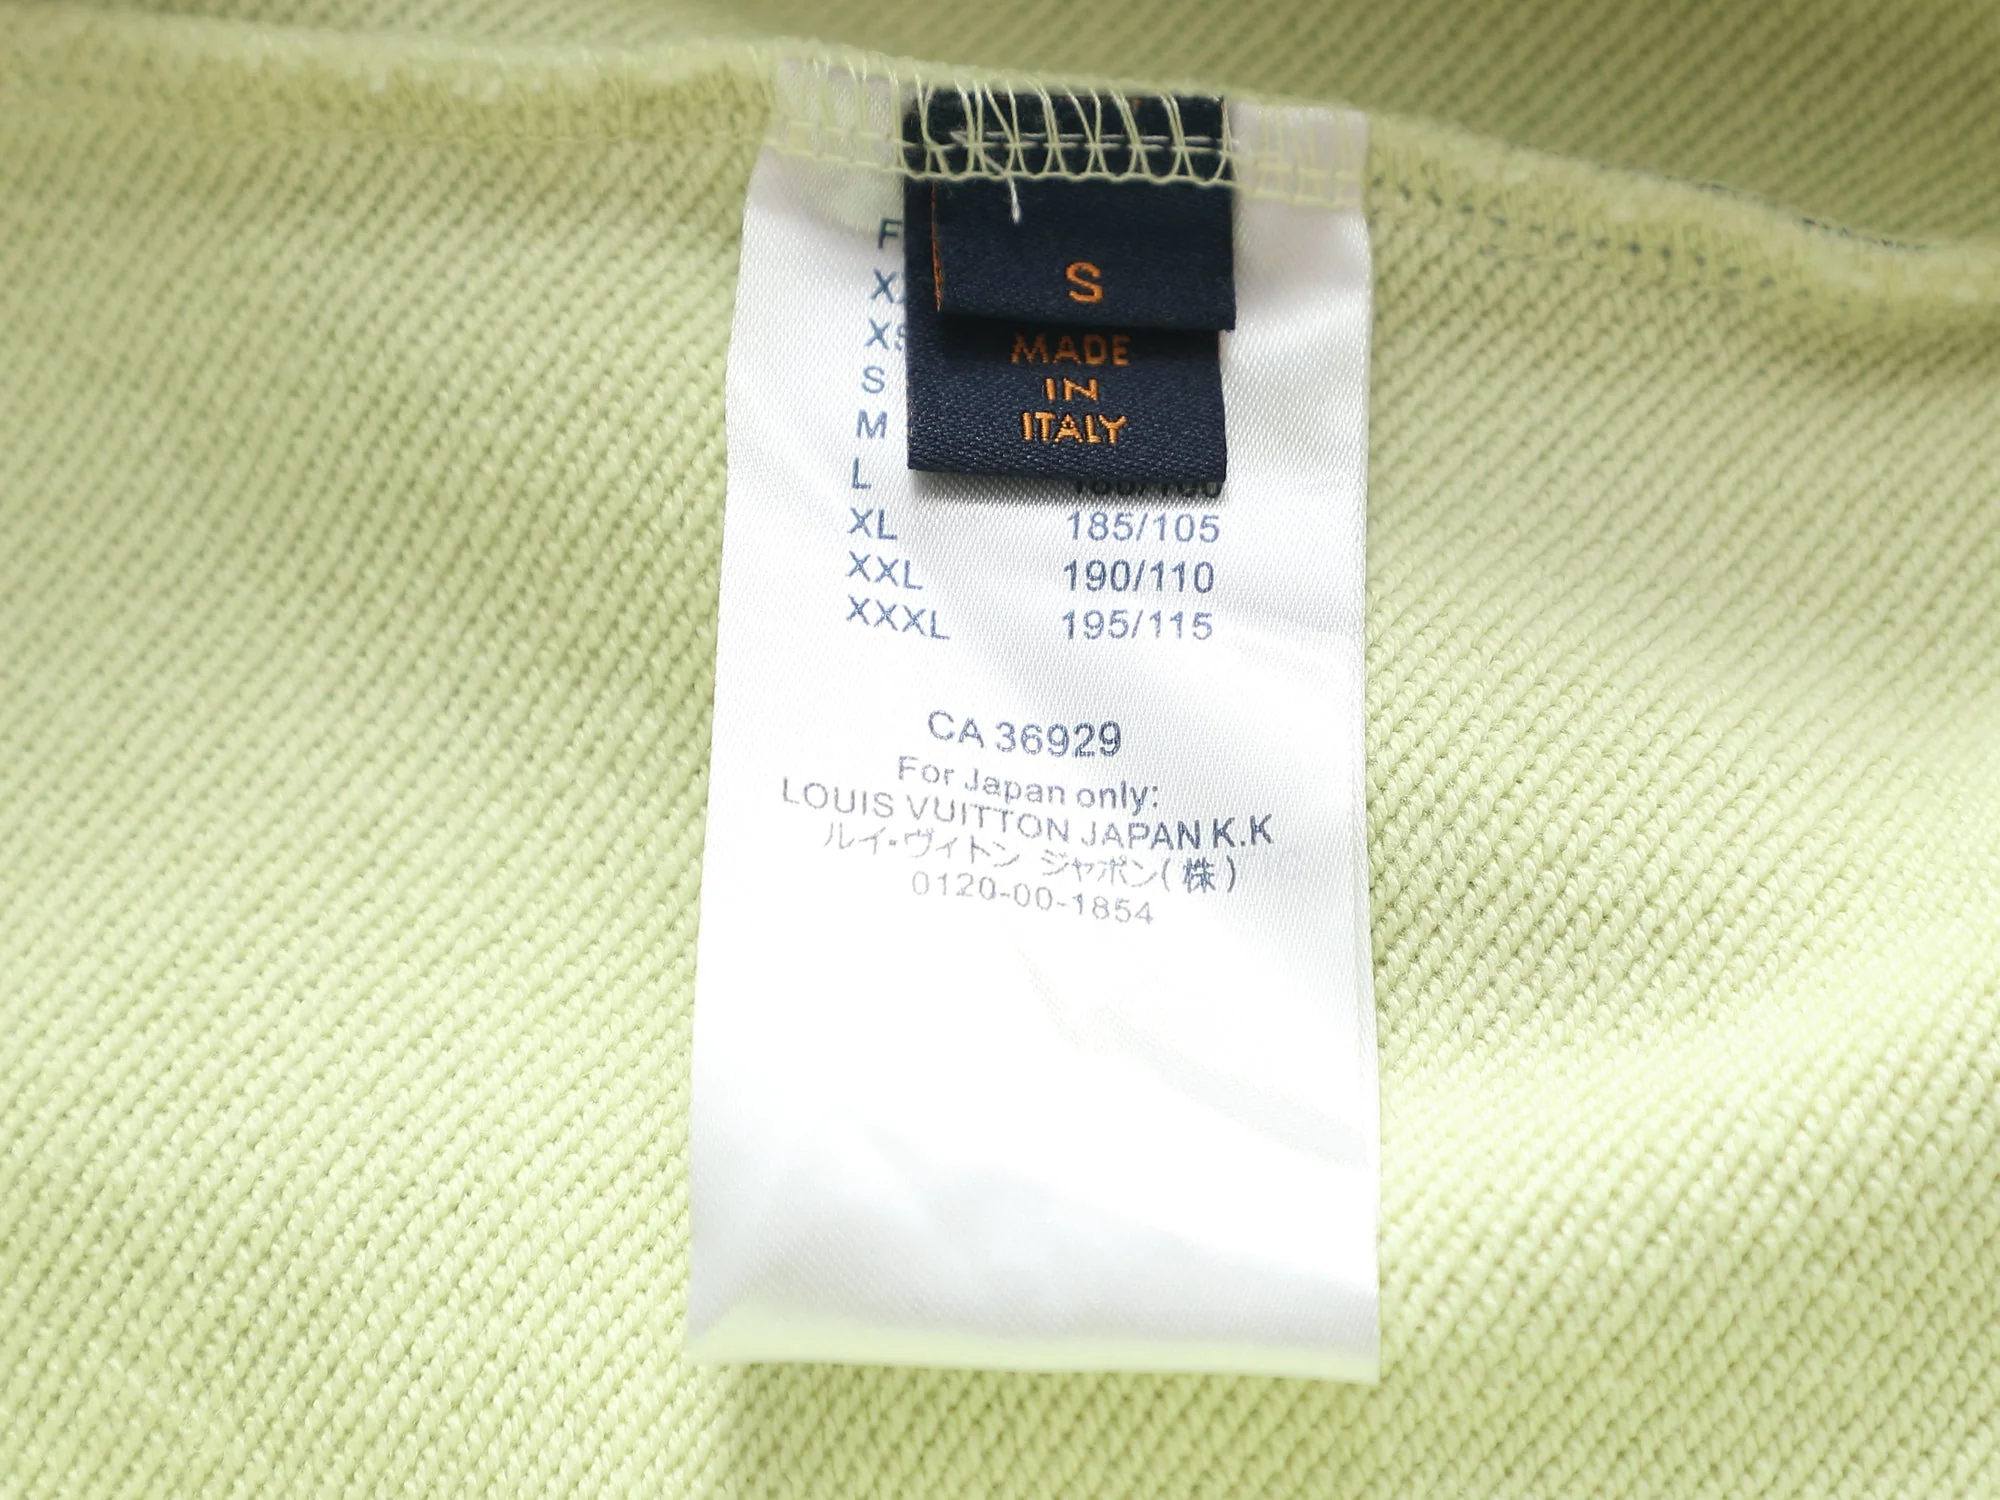 S
MADE
IN
ITALY
S
M
L
XL 185/105
XXL 190/110
XXXL 195/115
CA 36929
For Japan only:
LOUIS VUITTON JAPAN K.K
ルイ・ヴィトン ジャポン(株)
0120-00-1854